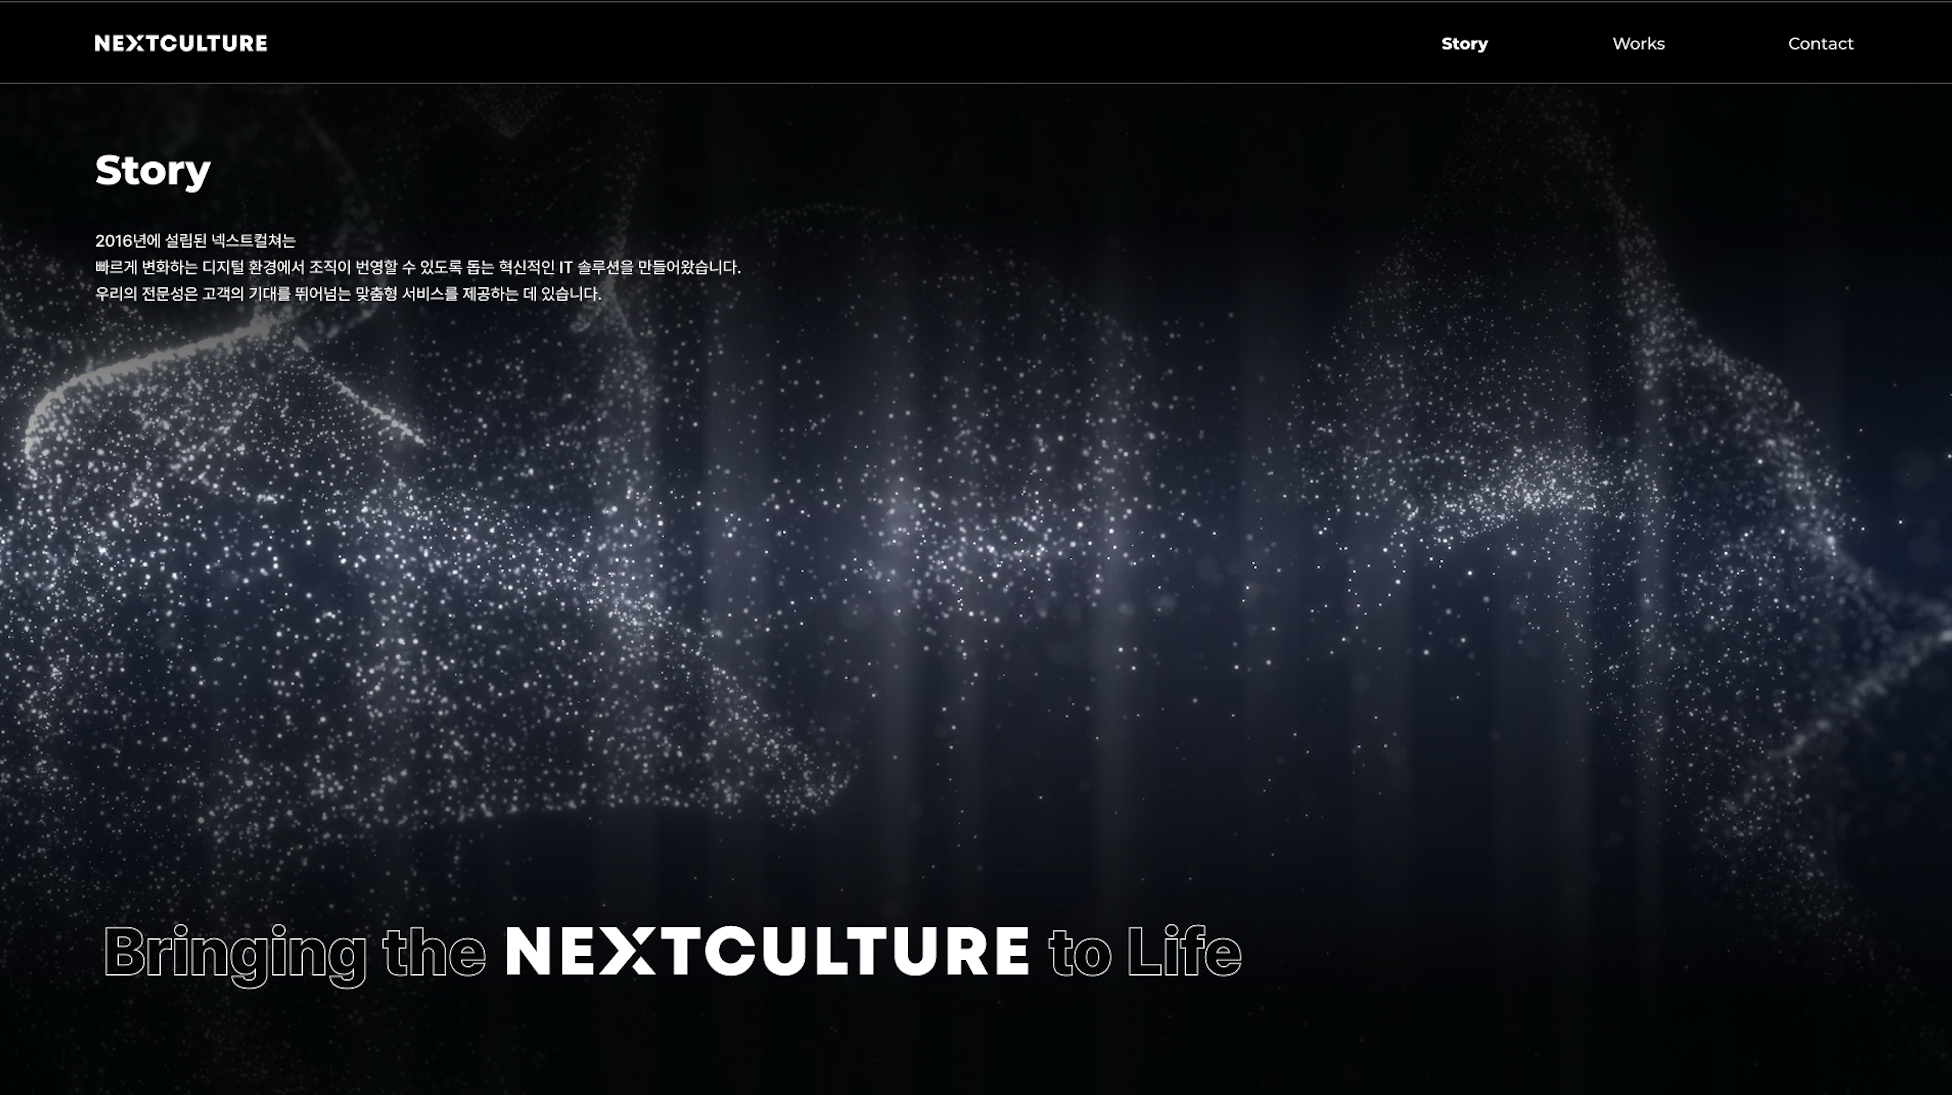 NEXTCULTURE
Story
Works
Contact
Story
2016년에 설립된 넥스트컬쳐는
빠르게 변화하는 디지털 환경에서 조직이 번영할 수 있도록 돕는 혁신적인 IT 솔루션을 만들어왔습니다.
우리의 전문성은 고객의 기대를 뛰어넘는 맞춤형 서비스를 제공하는 데 있습니다.
Bringing the NEXTCULTURE to Life